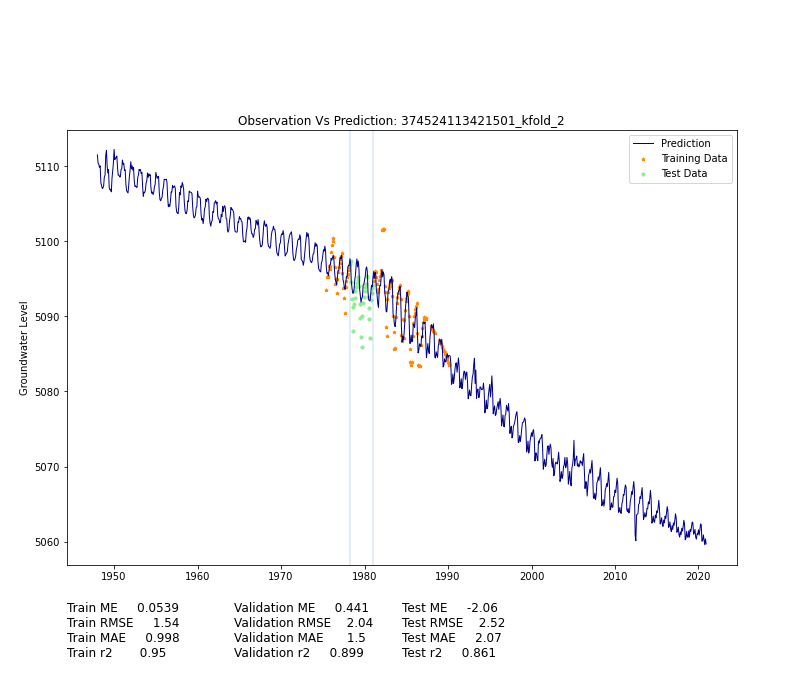 Observation Vs Prediction: 374524113421501_kfold_2
Prediction
Training Data
Test Data
Groundwater Level
5110
5100
5090
5080
5070
5060
1950 1960 1970 1980 1990 2000 2010 2020
Train ME 0.0539 Validation ME 0.441 Test ME -2.06
Train RMSE 1.54 Validation RMSE 2.04 Test RMSE 2.52
Train MAE 0.998 Validation MAE 1.5 Test MAE 2.07
Train r2 0.95 Validation r2 0.899 Test r2 0.861